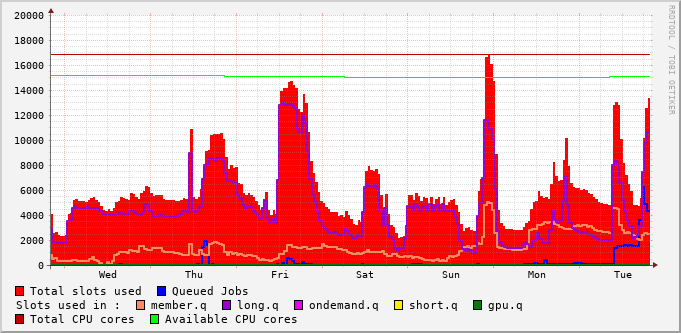 20000
18000
16000
14000
12000
10000
8000
6000
4000
2000
0
Wed Thu Fri Sat Sun Mon Tue
RRDTOOL / TOBI OETIKER
Total slots used Queued Jobs
Slots used in : member.q long.q ondemand.q short.q gpu.q
Total CPU cores Available CPU cores